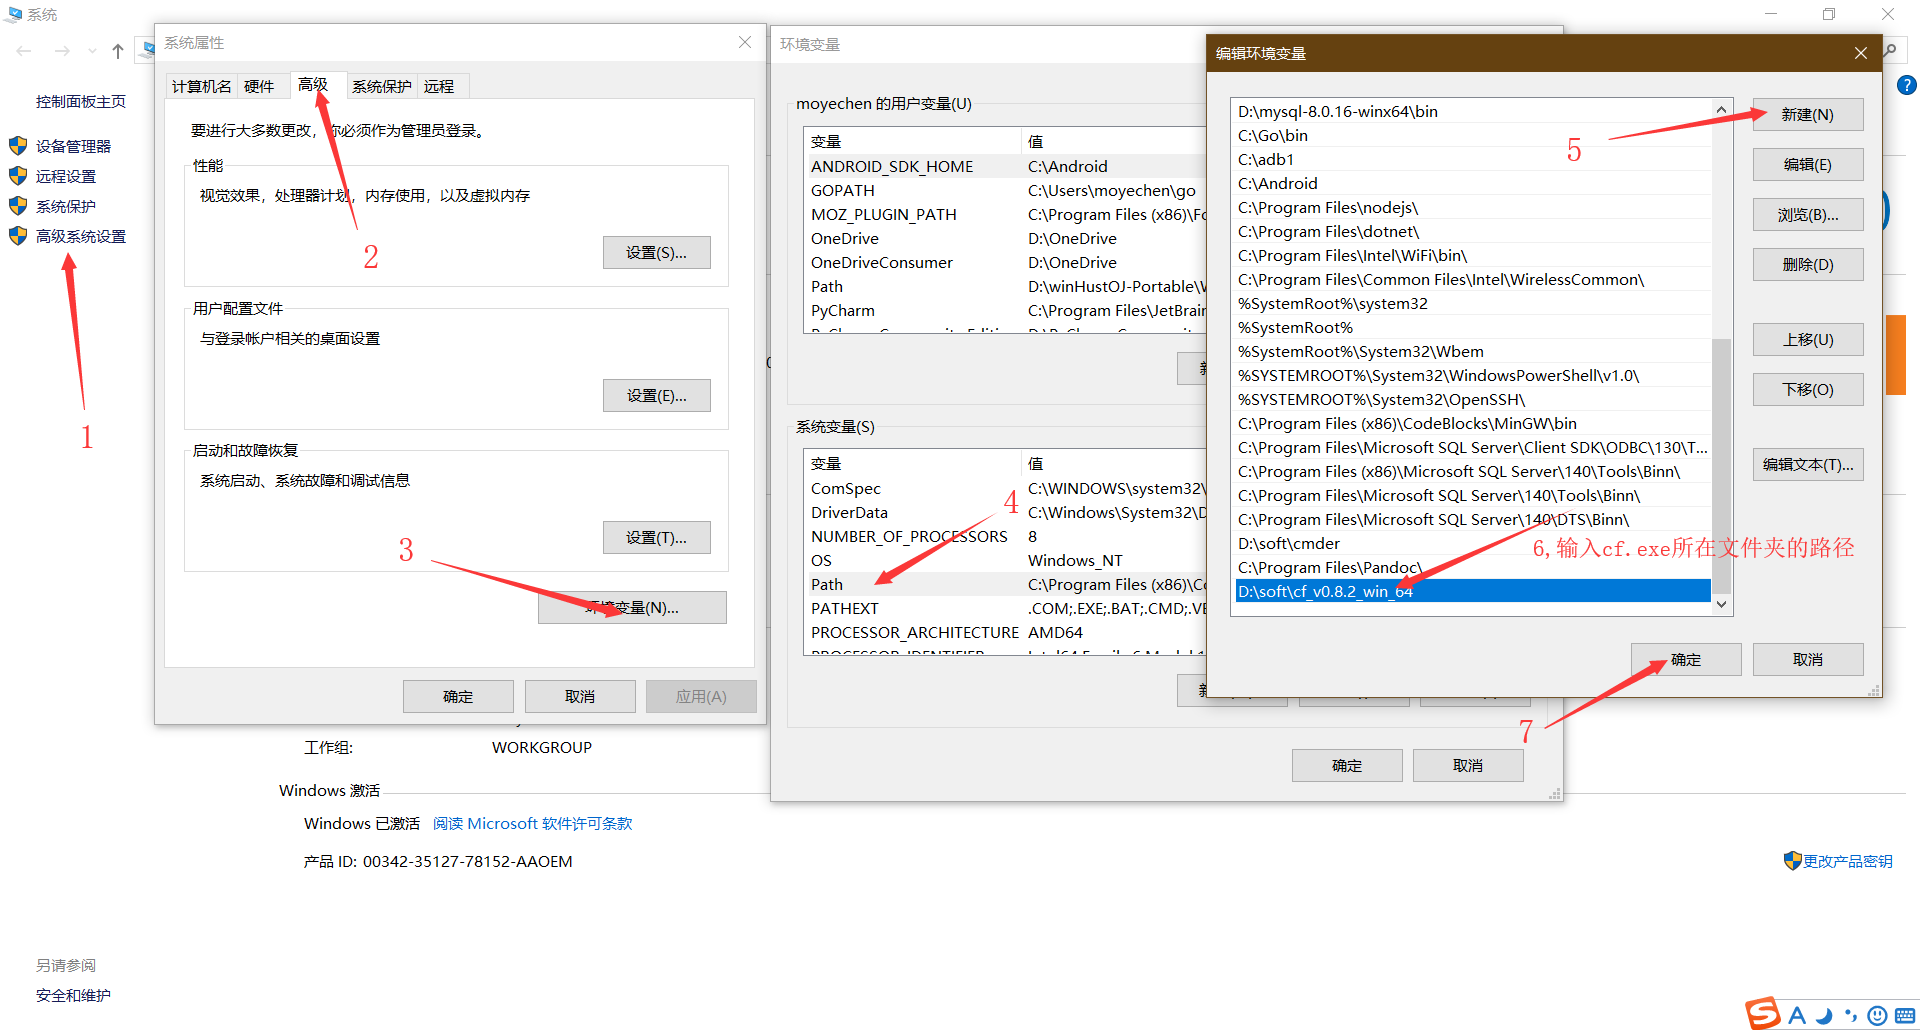 系统
控制面板主页
设备管理器
远程设置
系统保护
高级系统设置
1
系统属性
计算机名 硬件 高级 系统保护 远程
要进行大多数更改，你必须作为管理员登录。
性能
视觉效果，处理器计划，内存使用，以及虚拟内存
2
设置(S)...
用户配置文件
与登录帐户相关的桌面设置
设置(E)...
启动和故障恢复
系统启动、系统故障和调试信息
设置(T)...
3
环境变量(N)...
确定 取消 应用(A)
工作组: WORKGROUP
Windows 激活
Windows 已激活 阅读 Microsoft 软件许可条款
产品 ID: 00342-35127-78152-AAOEM
更改产品密钥
另请参阅
安全和维护
环境变量
moyechen 的用户变量(U)
变量 值
ANDROID_SDK_HOME C:\Android
GOPATH C:\Users\moyechen\go
MOZ_PLUGIN_PATH C:\Program Files (x86)\Fo
OneDrive D:\OneDrive
OneDriveConsumer D:\OneDrive
Path D:\winHustOJ-Portable\W
PyCharm C:\Program Files\JetBrain
系统变量(S)
变量 值
ComSpec C:\WINDOWS\system32\
DriverData C:\Windows\System32\D
NUMBER_OF_PROCESSORS 8
OS Windows_NT
Path C:\Program Files (x86)\Co
PATHEXT .COM;.EXE;.BAT;.CMD;.VB
PROCESSOR_ARCHITECTURE AMD64
4
确定 取消
编辑环境变量
D:\mysql-8.0.16-winx64\bin
C:\Go\bin
C:\adb1
C:\Android
C:\Program Files\nodejs\
C:\Program Files\dotnet\
C:\Program Files\Intel\WiFi\bin\
C:\Program Files\Common Files\Intel\WirelessCommon\
%SystemRoot%\system32
%SystemRoot%
%SystemRoot%\System32\Wbem
%SYSTEMROOT%\System32\WindowsPowerShell\v1.0\
%SYSTEMROOT%\System32\OpenSSH\
C:\Program Files (x86)\CodeBlocks\MinGW\bin
C:\Program Files\Microsoft SQL Server\Client SDK\ODBC\130\T...
C:\Program Files (x86)\Microsoft SQL Server\140\Tools\Binn\
C:\Program Files\Microsoft SQL Server\140\Tools\Binn\
C:\Program Files\Microsoft SQL Server\140\DTS\Binn\
D:\soft\cmder
C:\Program Files\Pandoc\
D:\soft\cf_v0.8.2_win_64
5
新建(N)
编辑(E)
浏览(B)...
删除(D)
上移(U)
下移(O)
编辑文本(T)...
6,输入cf.exe所在文件夹的路径
确定 取消
7